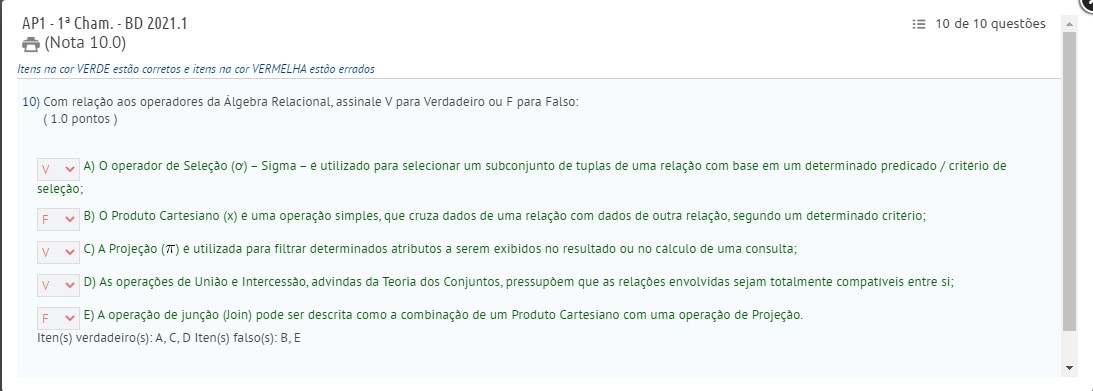 AP1 - 1ª Cham. - BD 2021.1
10 de 10 questões
(Nota 10.0)
Itens na cor VERDE estão corretos e itens na cor VERMELHA estão errados
10) Com relação aos operadores da Álgebra Relacional, assinale V para Verdadeiro ou F para Falso:
( 1.0 pontos )
V A) O operador de Seleção (σ) – Sigma – é utilizado para selecionar um subconjunto de tuplas de uma relação com base em um determinado predicado / critério de
seleção;
F B) O Produto Cartesiano (x) é uma operação simples, que cruza dados de uma relação com dados de outra relação, segundo um determinado critério;
V C) A Projeção (π) é utilizada para filtrar determinados atributos a serem exibidos no resultado ou no cálculo de uma consulta;
V D) As operações de União e Intercessão, advindas da Teoria dos Conjuntos, pressupõem que as relações envolvidas sejam totalmente compatíveis entre si;
F E) A operação de junção (Join) pode ser descrita como a combinação de um Produto Cartesiano com uma operação de Projeção.
Iten(s) verdadeiro(s): A, C, D Iten(s) falso(s): B, E